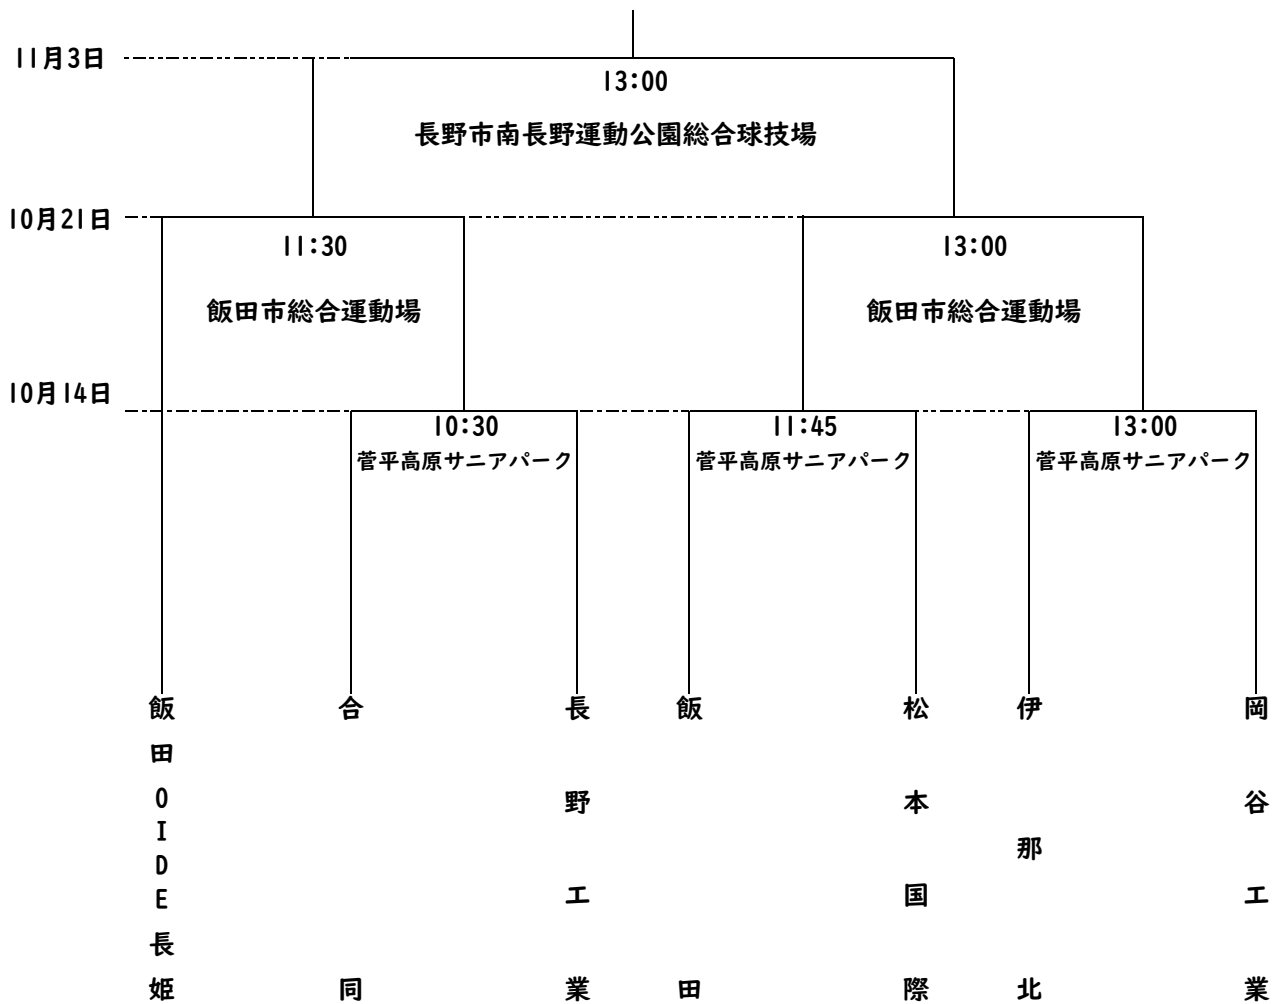 11月3日
13:00
長野市南長野運動公園総合球技場
10月21日
11:30
13:00
飯田市総合運動場
飯田市総合運動場
10月14日
10:30
11:45
13:00
菅平高原サニアパーク
菅平高原サニアパーク
菅平高原サニアパーク
飯田OIDE長姫
合同
長野工業
飯田
松本国際
伊那北
岡谷工業